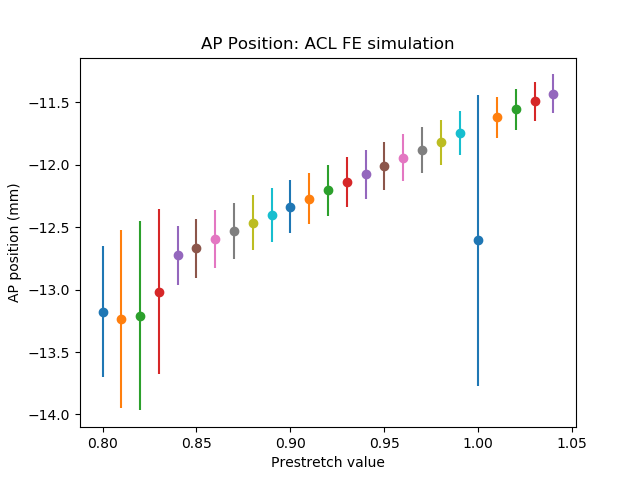 AP Position: ACL FE simulation
AP position (mm)
−11.5
−12.0
−12.5
−13.0
−13.5
−14.0
0.80 0.85 0.90 0.95 1.00 1.05
Prestretch value